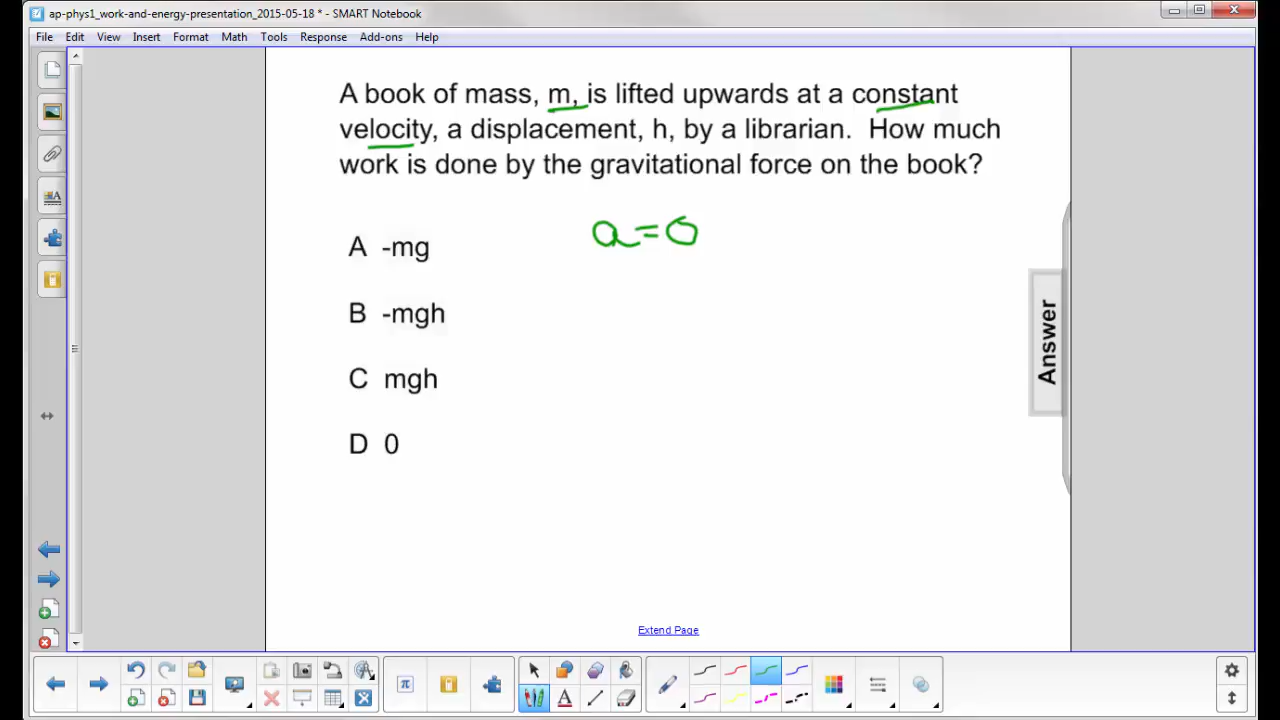 ap-phys1_work-and-energy-presentation_2015-05-18 * - SMART Notebook
File Edit View Insert Format Math Tools Response Add-ons Help
A book of mass, m, is lifted upwards at a constant
velocity, a displacement, h, by a librarian. How much
work is done by the gravitational force on the book?
a=0
A -mg
B -mgh
C mgh
D 0
Answer
Extend Page